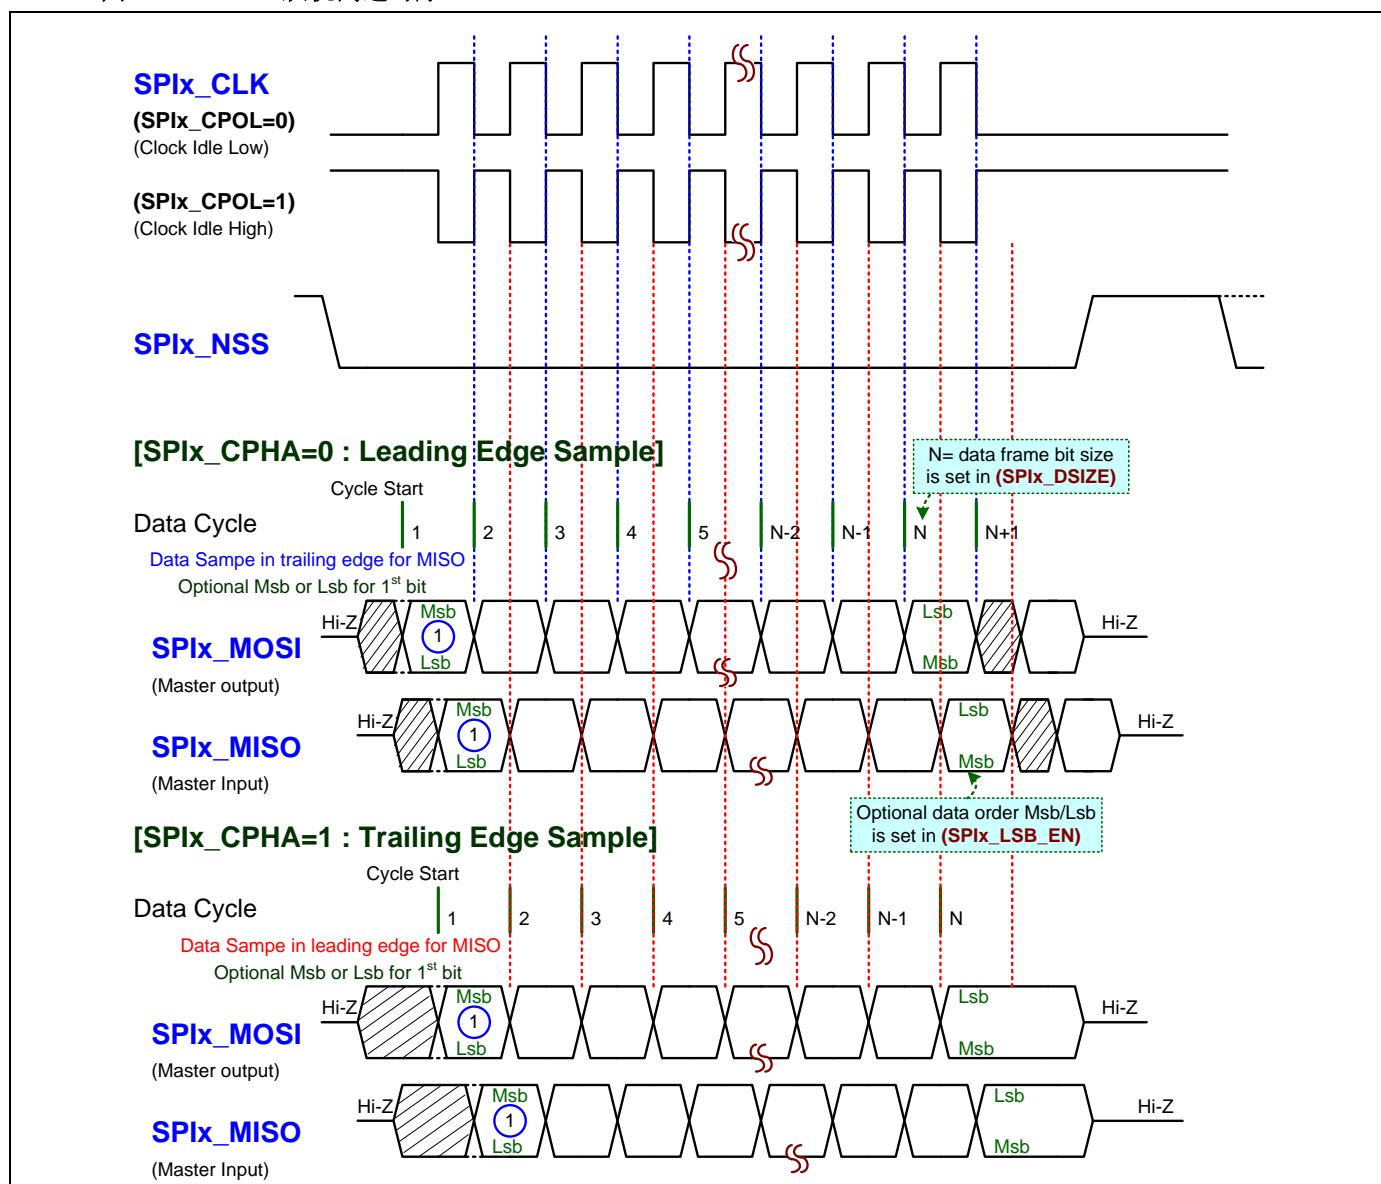 SPIx_CLK
(SPIx_CPOL=0)
(Clock Idle Low)
(SPIx_CPOL=1)
(Clock Idle High)
SPIx_NSS
[SPIx_CPHA=0 : Leading Edge Sample]
N= data frame bit size
is set in (SPIx_DSIZE)
Cycle Start
Data Cycle
1 2 3 4 5 N-2 N-1 N N+1
Data Sampe in trailing edge for MISO
Optional Msb or Lsb for 1st bit
Hi-Z Msb 1 Lsb Lsb Msb Hi-Z
SPIx_MOSI
(Master output)
Hi-Z Msb 1 Lsb Lsb Msb Hi-Z
SPIx_MISO
(Master Input)
Optional data order Msb/Lsb
is set in (SPIx_LSB_EN)
[SPIx_CPHA=1 : Trailing Edge Sample]
Cycle Start
Data Cycle
1 2 3 4 5 N-2 N-1 N
Data Sampe in leading edge for MISO
Optional Msb or Lsb for 1st bit
Hi-Z Msb 1 Lsb Lsb Msb Hi-Z
SPIx_MOSI
(Master output)
Hi-Z Msb 1 Lsb Lsb Msb Hi-Z
SPIx_MISO
(Master Input)